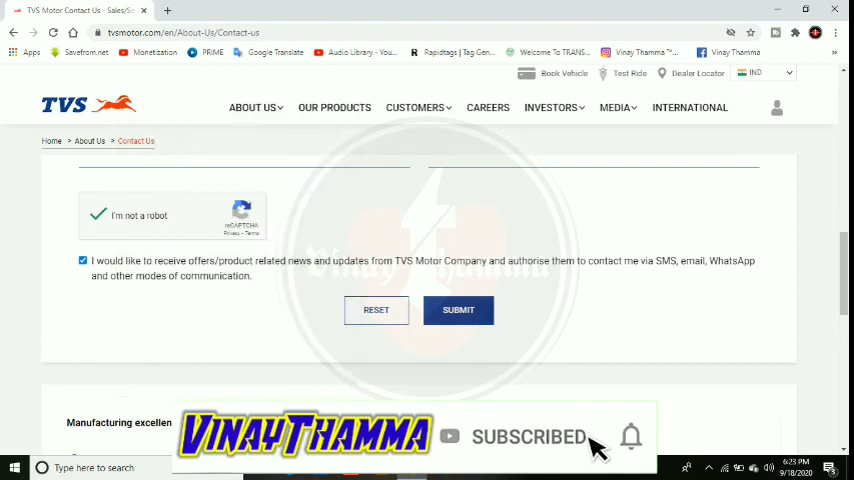 TVS Motor Contact Us - Sales/Se
tvsmotor.com/en/About-Us/Contact-us
Apps Savefrom.net Monetization PRIME Google Translate Audio Library - You... Rapidtags | Tag Gen... Welcome To TRANS... Vinay Thamma ™... Vinay Thamma
Book Vehicle Test Ride Dealer Locator IND
TVS ABOUT US OUR PRODUCTS CUSTOMERS CAREERS INVESTORS MEDIA INTERNATIONAL
Home > About Us > Contact Us
I'm not a robot
reCAPTCHA
Privacy - Terms
Vinay Thamma
I would like to receive offers/product related news and updates from TVS Motor Company and authorise them to contact me via SMS, email, WhatsApp
and other modes of communication.
RESET SUBMIT
Manufacturing excellen
VINAYTHAMMA SUBSCRIBED
Type here to search
6:23 PM
9/18/2020